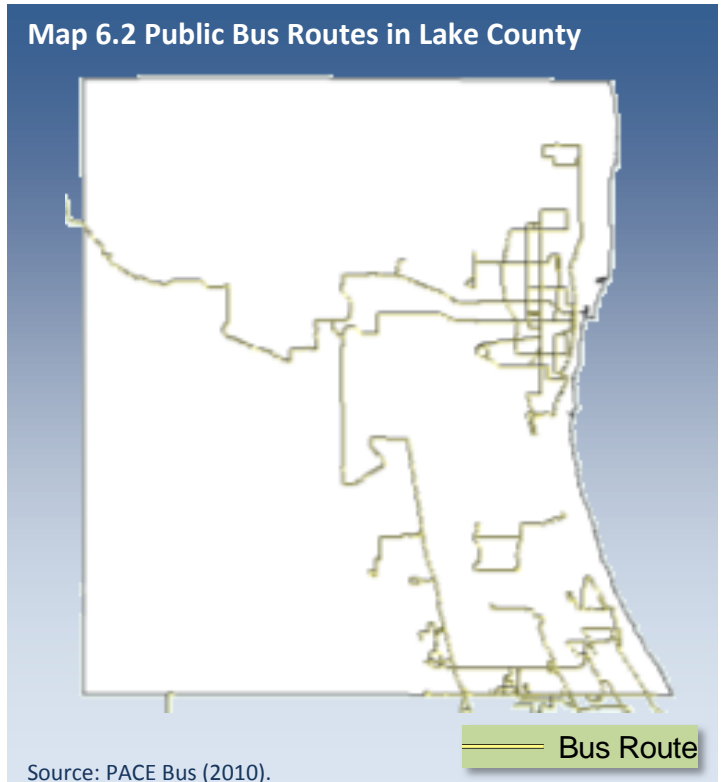 Map 6.2 Public Bus Routes in Lake County
Bus Route
Source: PACE Bus (2010).